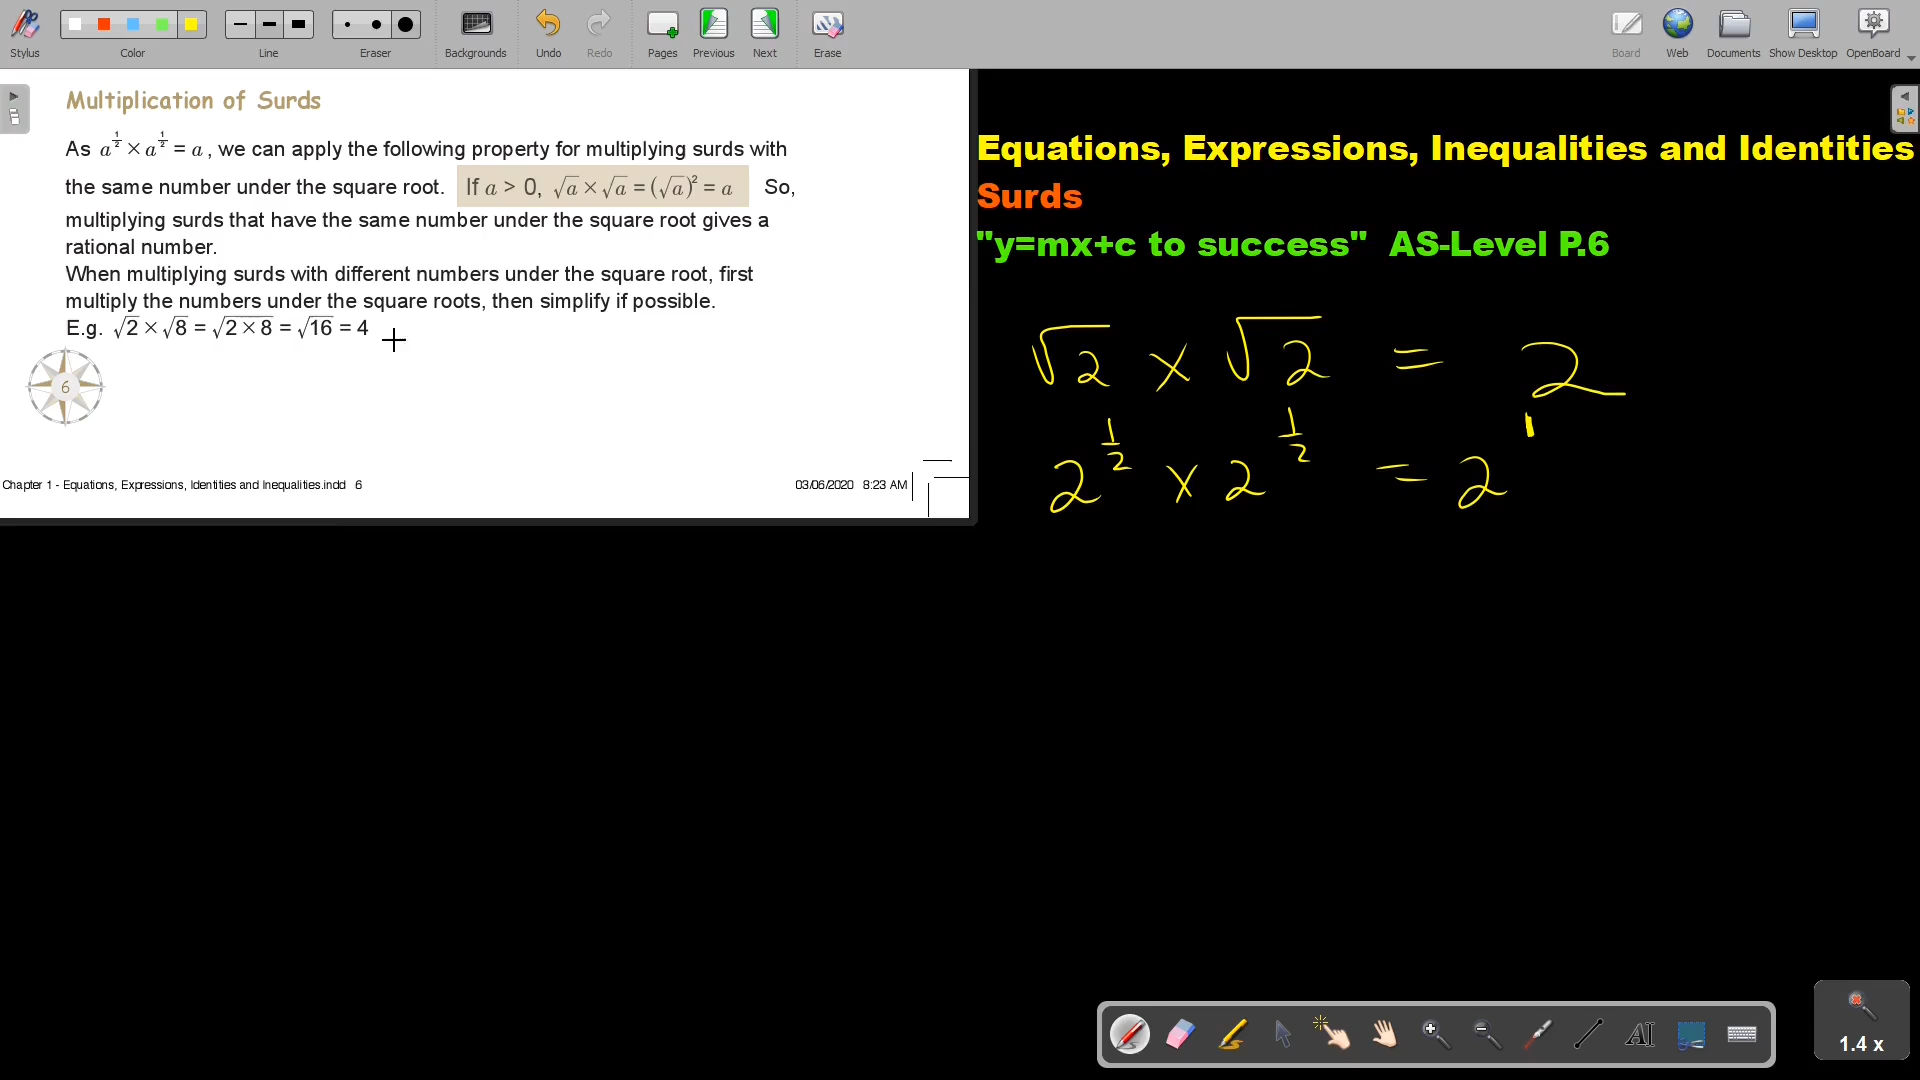 Stylus Color Line Eraser Backgrounds Undo Redo Pages Previous Next Erase Board Web Documents Show Desktop OpenBoard
Multiplication of Surds
As a^{1/2} × a^{1/2} = a, we can apply the following property for multiplying surds with
the same number under the square root. If a > 0, √a × √a = (√a)² = a So,
multiplying surds that have the same number under the square root gives a
rational number.
When multiplying surds with different numbers under the square root, first
multiply the numbers under the square roots, then simplify if possible.
E.g. √2 × √8 = √(2 × 8) = √16 = 4
6
Chapter 1 - Equations, Expressions, Identities and Inequalities.indd 6 03/06/2020 8:23 AM
Equations, Expressions, Inequalities and Identities
Surds
"y=mx+c to success" AS-Level P.6
√2 × √2 = 2
2^{1/2} × 2^{1/2} = 2^1
1.4 x